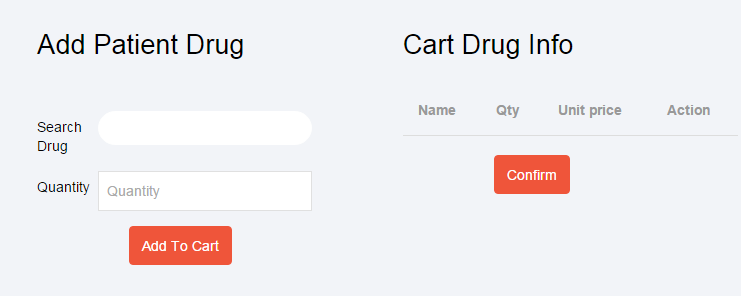 Add Patient Drug
Search
Drug
Quantity
Quantity
Add To Cart
Cart Drug Info
Name Qty Unit price Action
Confirm